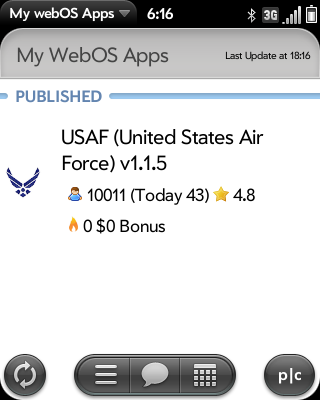 My webOS Apps 6:16 3G
My WebOS Apps Last Update at 18:16
PUBLISHED
USAF (United States Air
Force) v1.1.5
10011 (Today 43) 4.8
0 $0 Bonus
p|c